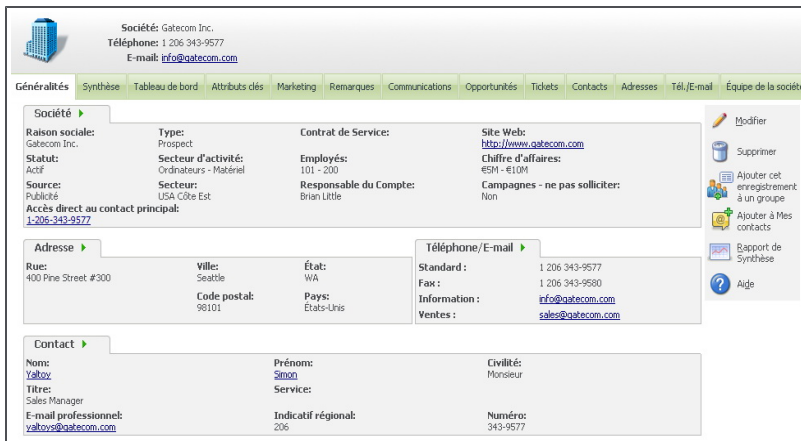 Société: Gatecom Inc.
Téléphone: 1 206 343-9577
E-mail: info@gatecom.com
Généralités Synthèse Tableau de bord Attributs clés Marketing Remarques Communications Opportunités Tickets Contacts Adresses Tél./E-mail Équipe de la société
Société
Raison sociale: Type: Contrat de Service: Site Web:
Gatecom Inc. Prospect http://www.gatecom.com
Statut: Secteur d'activité: Employés: Chiffre d'affaires:
Actif Ordinateurs - Matériel 101 - 200 €5M - €10M
Source: Secteur: Responsable du Compte: Campagnes - ne pas solliciter:
Publicité USA Côte Est Brian Little Non
Accès direct au contact principal:
1-206-343-9577
Modifier
Supprimer
Ajouter cet
enregistrement
à un groupe
Ajouter à Mes
contacts
Rapport de
Synthèse
Aide
Adresse
Rue: Ville: État:
400 Pine Street #300 Seattle WA
Code postal: Pays:
98101 États-Unis
Téléphone/E-mail
Standard : 1 206 343-9577
Fax : 1 206 343-9580
Information : info@gatecom.com
Ventes : sales@gatecom.com
Contact
Nom: Prénom: Civilité:
Yaltoy Simon Monsieur
Titre: Service:
Sales Manager
E-mail professionnel: Indicatif régional: Numéro:
yaltoys@gatecom.com 206 343-9577